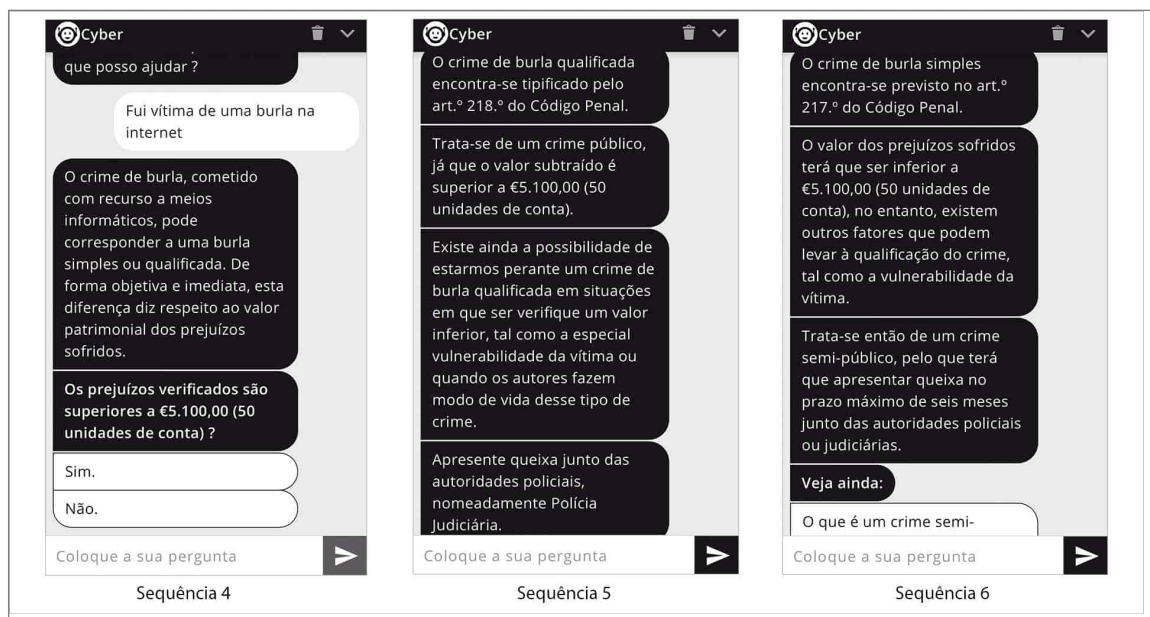 Cyber
que posso ajudar ?
Fui vítima de uma burla na
internet
O crime de burla, cometido
com recurso a meios
informáticos, pode
corresponder a uma burla
simples ou qualificada. De
forma objetiva e imediata, esta
diferença diz respeito ao valor
patrimonial dos prejuízos
sofridos.
Os prejuízos verificados são
superiores a €5.100,00 (50
unidades de conta) ?
Sim.
Não.
Coloque a sua pergunta
Sequência 4
Cyber
O crime de burla qualificada
encontra-se tipificado pelo
art.º 218.º do Código Penal.
Trata-se de um crime público,
já que o valor subtraído é
superior a €5.100,00 (50
unidades de conta).
Existe ainda a possibilidade de
estarmos perante um crime de
burla qualificada em situações
em que ser verifique um valor
inferior, tal como a especial
vulnerabilidade da vítima ou
quando os autores fazem
modo de vida desse tipo de
crime.
Apresente queixa junto das
autoridades policiais,
nomeadamente Polícia
Judiciária.
Coloque a sua pergunta
Sequência 5
Cyber
O crime de burla simples
encontra-se previsto no art.º
217.º do Código Penal.
O valor dos prejuízos sofridos
terá que ser inferior a
€5.100,00 (50 unidades de
conta), no entanto, existem
outros fatores que podem
levar à qualificação do crime,
tal como a vulnerabilidade da
vítima.
Trata-se então de um crime
semi-público, pelo que terá
que apresentar queixa no
prazo máximo de seis meses
junto das autoridades policiais
ou judiciárias.
Veja ainda:
O que é um crime semi-
Coloque a sua pergunta
Sequência 6